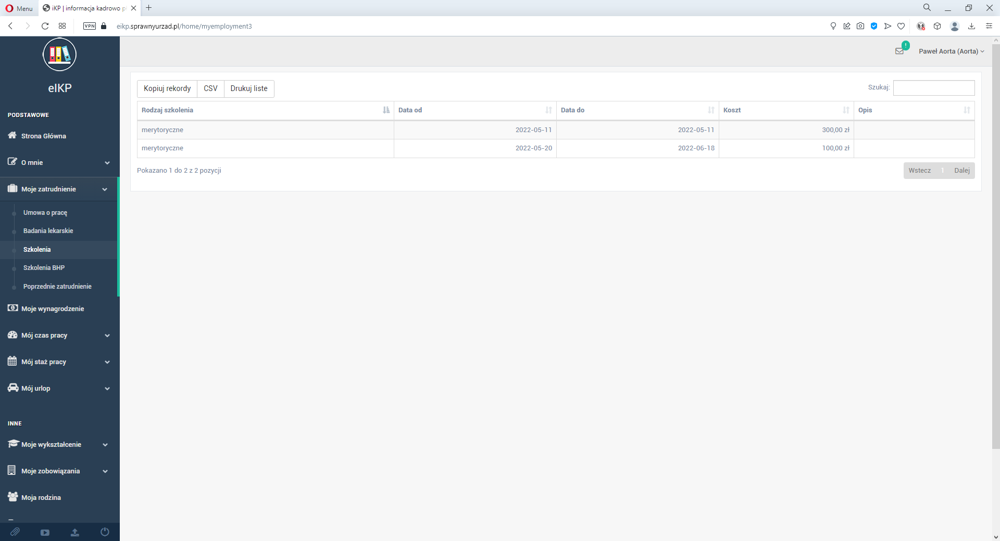 Menu
iKP | informacja kadrowo p
VPN
eikp.sprawnyurzad.pl/home/myemployment3
eIKP
PODSTAWOWE
Strona Główna
O mnie
Moje zatrudnienie
Umowa o pracę
Badania lekarskie
Szkolenia
Szkolenia BHP
Poprzednie zatrudnienie
Moje wynagrodzenie
Mój czas pracy
Mój staż pracy
Mój urlop
INNE
Moje wykształcenie
Moje zobowiązania
Moja rodzina
!
Paweł Aorta (Aorta)
Kopiuj rekordy CSV Drukuj liste
Szukaj:
Rodzaj szkolenia Data od Data do Koszt Opis
merytoryczne 2022-05-11 2022-05-11 300,00 zł
merytoryczne 2022-05-20 2022-06-18 100,00 zł
Pokazano 1 do 2 z 2 pozycji
Wstecz 1 Dalej